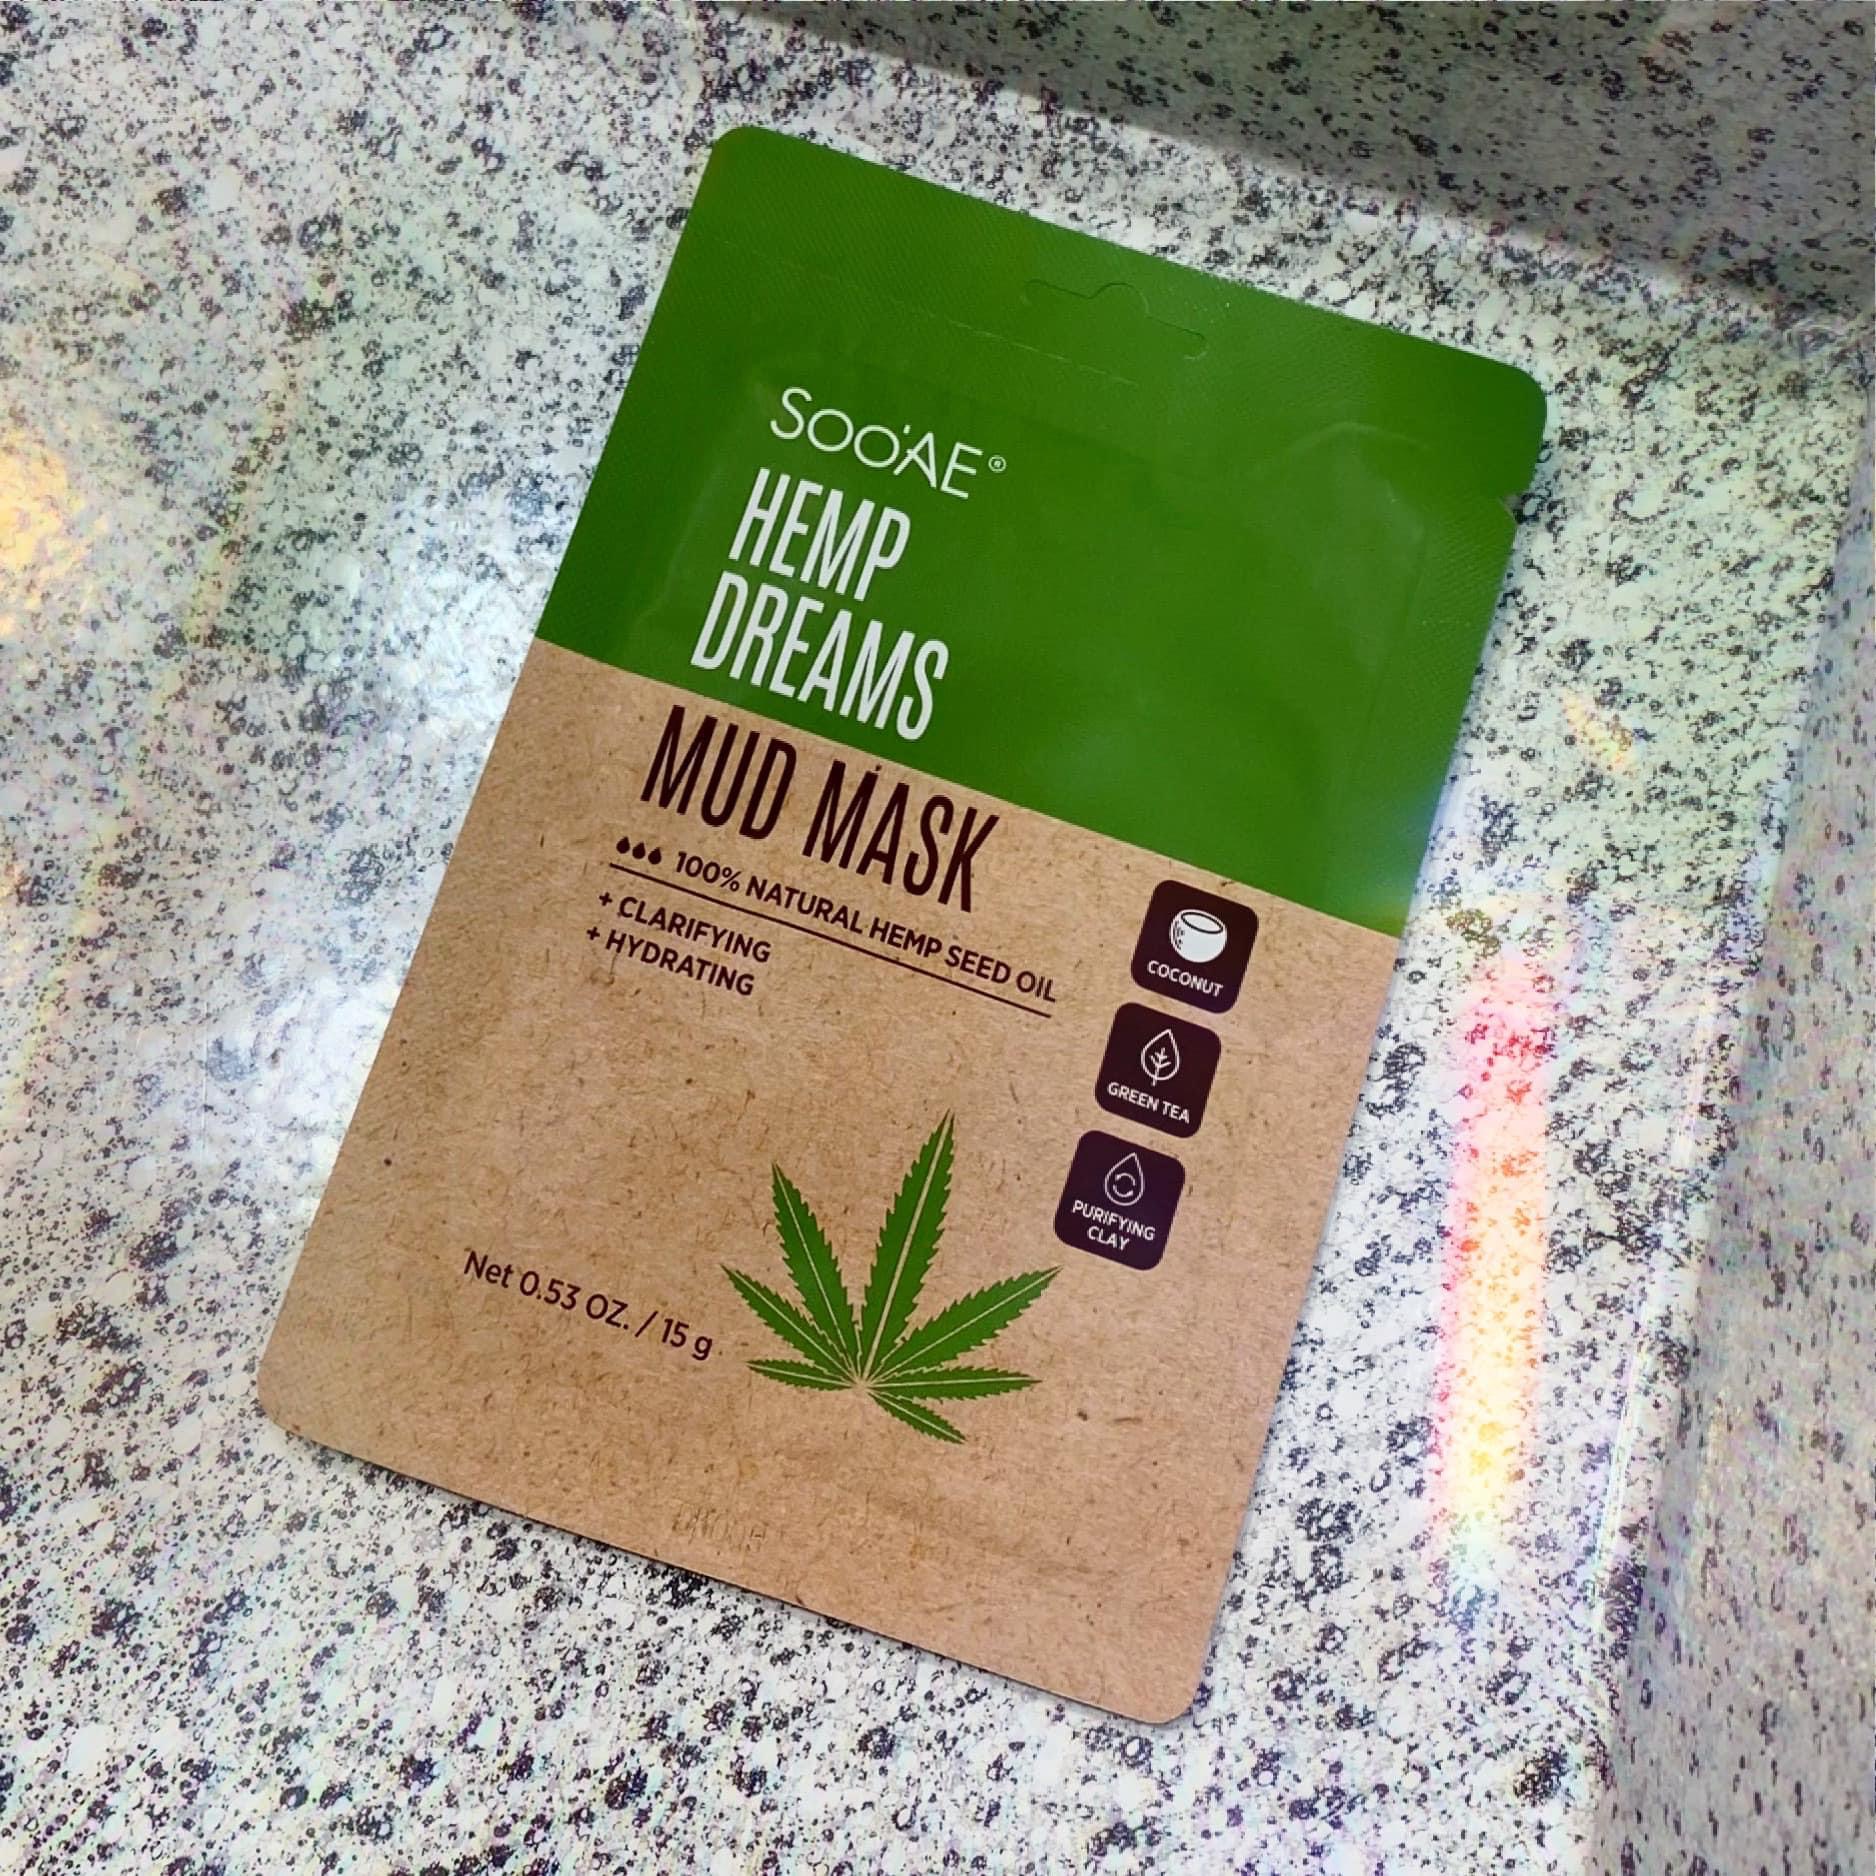 SOO'AE®
HEMP
DREAMS
MUD MASK
100% NATURAL HEMP SEED OIL
+ CLARIFYING
+ HYDRATING
COCONUT
GREEN TEA
PURIFYING
CLAY
Net 0.53 OZ. / 15 g